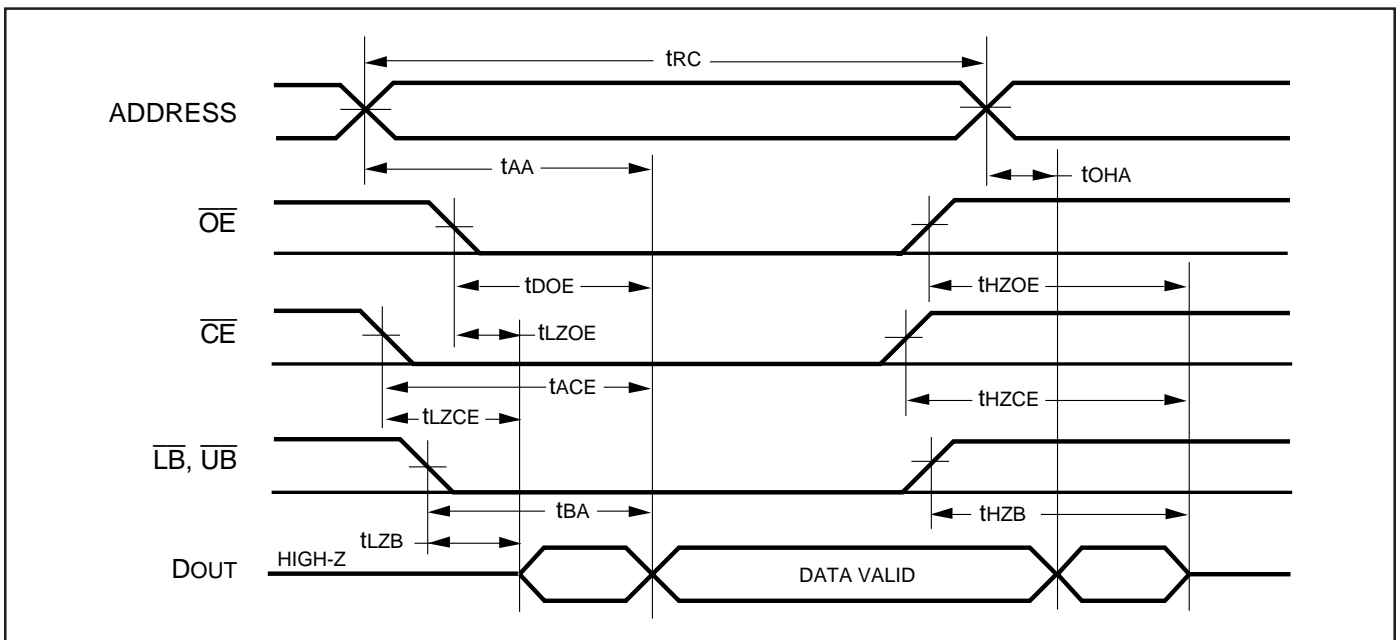 tRC
ADDRESS
tAA
tOHA
OE
tDOE
tHZOE
CE
tLZOE
tACE
tHZCE
tLZCE
LB, UB
tBA
tHZB
tLZB
DOUT
HIGH-Z
DATA VALID